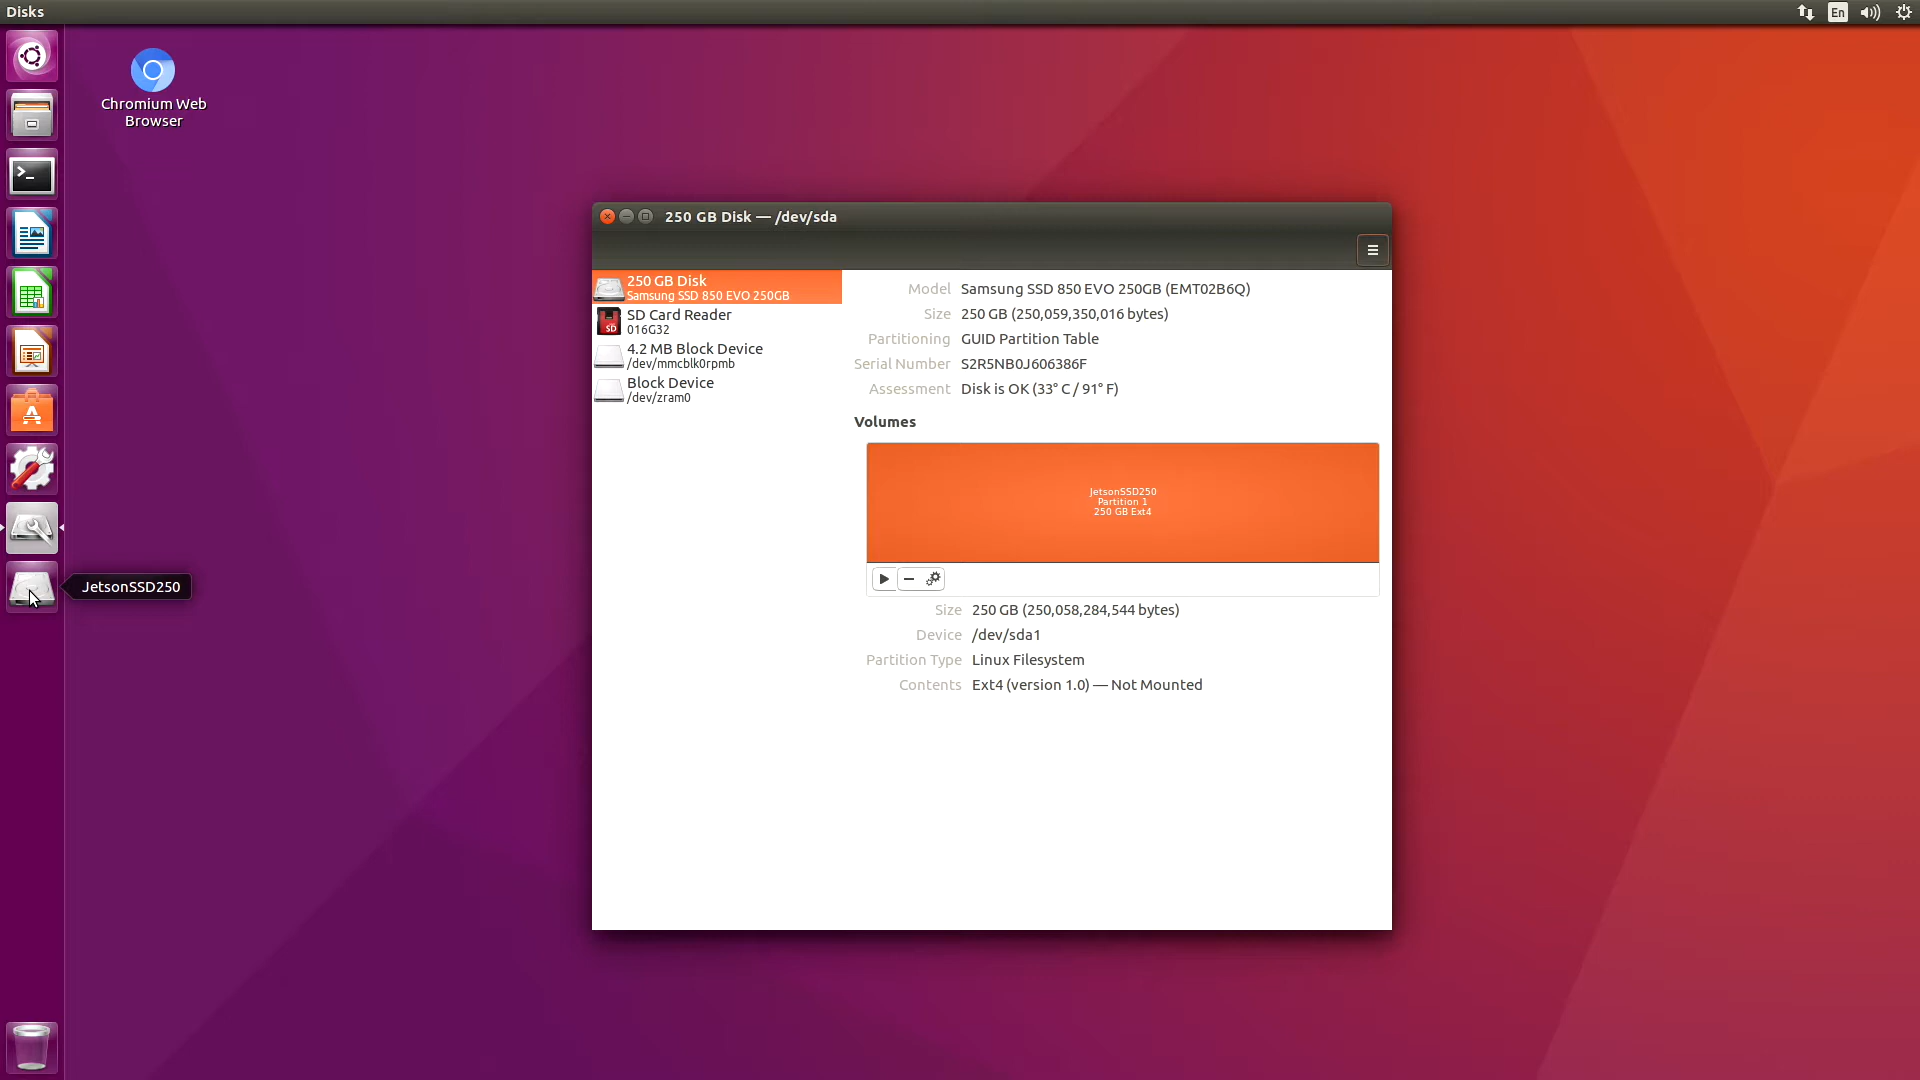 Disks
En
Chromium Web
Browser
250 GB Disk — /dev/sda
250 GB Disk
Samsung SSD 850 EVO 250GB
SD Card Reader
016G32
4.2 MB Block Device
/dev/mmcblk0rpmb
Block Device
/dev/zram0
Model Samsung SSD 850 EVO 250GB (EMT02B6Q)
Size 250 GB (250,059,350,016 bytes)
Partitioning GUID Partition Table
Serial Number S2R5NB0J606386F
Assessment Disk is OK (33° C / 91° F)
Volumes
JetsonSSD250
Partition 1
250 GB Ext4
Size 250 GB (250,058,284,544 bytes)
Device /dev/sda1
Partition Type Linux Filesystem
Contents Ext4 (version 1.0) — Not Mounted
JetsonSSD250